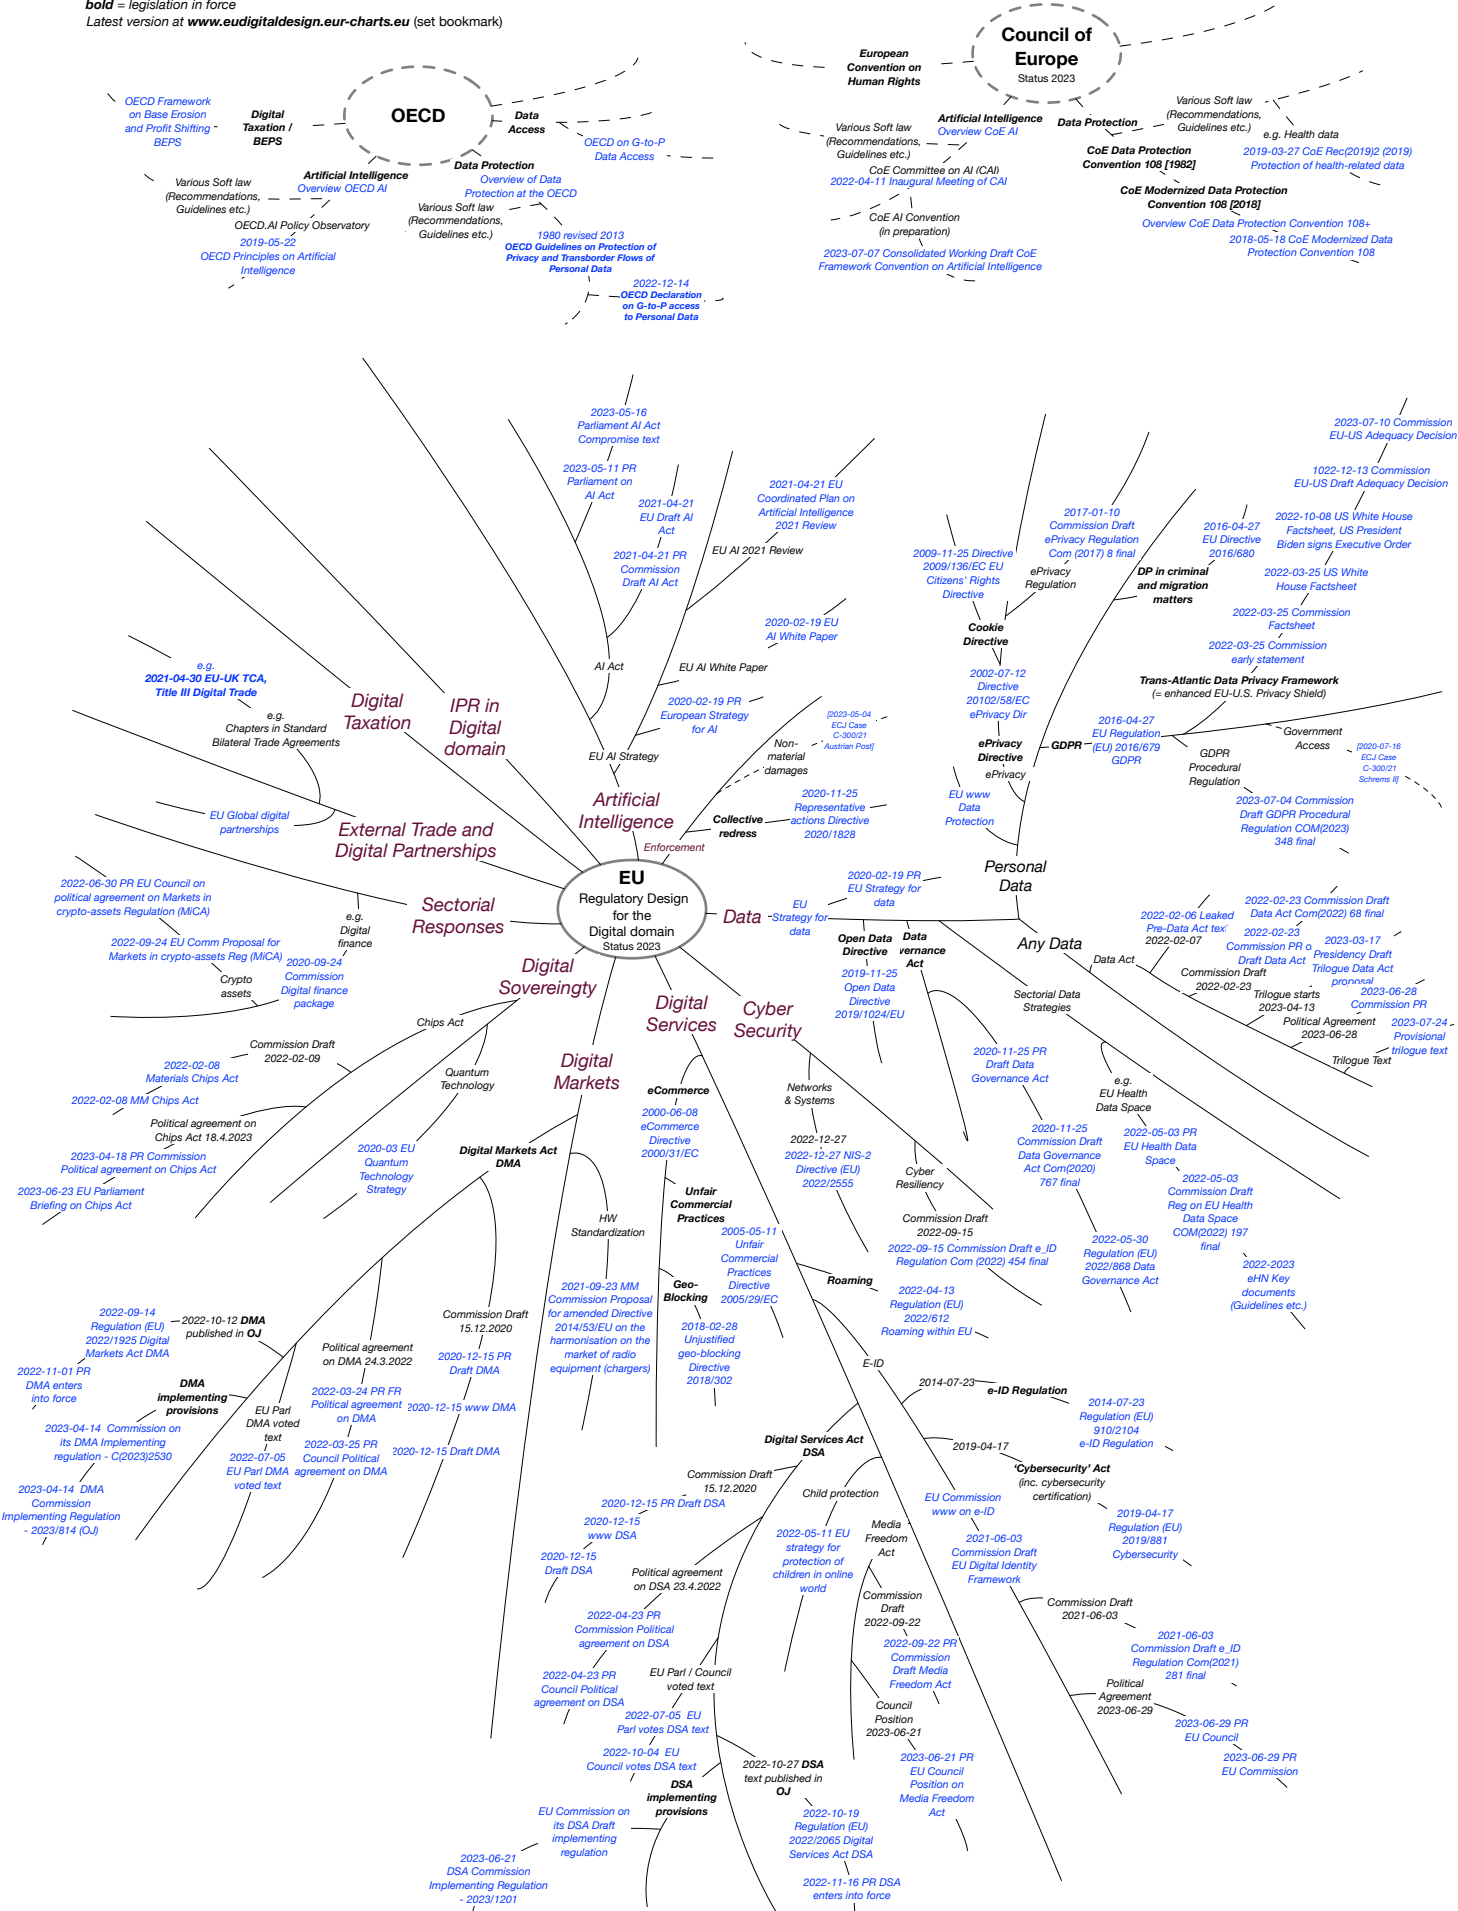 bold = legislation in force
Latest version at www.eudigitaldesign.eur-charts.eu (set bookmark)
OECD
OECD Framework
on Base Erosion
and Profit Shifting
BEPS
Digital
Taxation /
BEPS
Data
Access
OECD on G-to-P
Data Access
Artificial Intelligence
Overview OECD AI
Various Soft law
(Recommendations,
Guidelines etc.)
OECD.AI Policy Observatory
2019-05-22
OECD Principles on Artificial
Intelligence
Data Protection
Overview of Data
Protection at the OECD
Various Soft law
(Recommendations,
Guidelines etc.)
1980 revised 2013
OECD Guidelines on Protection of
Privacy and Transborder Flows of
Personal Data
2022-12-14
OECD Declaration
on G-to-P access
to Personal Data
Council of
Europe
Status 2023
European
Convention on
Human Rights
Artificial Intelligence
Overview CoE AI
Various Soft law
(Recommendations,
Guidelines etc.)
CoE Committee on AI (CAI)
2022-04-11 Inaugural Meeting of CAI
CoE AI Convention
(in preparation)
2023-07-07 Consolidated Working Draft CoE
Framework Convention on Artificial Intelligence
Data Protection
Various Soft law
(Recommendations,
Guidelines etc.)
e.g. Health data
2019-03-27 CoE Rec(2019)2 (2019)
Protection of health-related data
CoE Data Protection
Convention 108 [1982]
CoE Modernized Data Protection
Convention 108 [2018]
Overview CoE Data Protection Convention 108+
2018-05-18 CoE Modernized Data
Protection Convention 108
EU
Regulatory Design
for the
Digital domain
Status 2023
Digital
Taxation
IPR in
Digital
domain
Artificial
Intelligence
2023-05-16
Parliament AI Act
Compromise text
2023-05-11 PR
Parliament on
AI Act
2021-04-21
EU Draft AI
Act
2021-04-21 PR
Commission
Draft AI Act
AI Act
2021-04-21 EU
Coordinated Plan on
Artificial Intelligence
2021 Review
EU AI 2021 Review
2020-02-19 EU
AI White Paper
EU AI White Paper
2020-02-19 PR
European Strategy
for AI
EU AI Strategy
Enforcement
Non-
material
damages
[2023-05-04
ECJ Case
C-300/21
Austrian Post]
Collective
redress
2020-11-25
Representative
actions Directive
2020/1828
External Trade and
Digital Partnerships
e.g.
2021-04-30 EU-UK TCA,
Title III Digital Trade
e.g.
Chapters in Standard
Bilateral Trade Agreements
EU Global digital
partnerships
Sectorial
Responses
e.g.
Digital
finance
2020-09-24
Commission
Digital finance
package
Crypto
assets
2022-06-30 PR EU Council on
political agreement on Markets in
crypto-assets Regulation (MiCA)
2022-09-24 EU Comm Proposal for
Markets in crypto-assets Reg (MiCA)
Data
EU
Strategy for
data
2020-02-19 PR
EU Strategy for
data
Personal
Data
2009-11-25 Directive
2009/136/EC EU
Citizens' Rights
Directive
2017-01-10
Commission Draft
ePrivacy Regulation
Com (2017) 8 final
ePrivacy
Regulation
Cookie
Directive
2002-07-12
Directive
20102/58/EC
ePrivacy Dir
ePrivacy
Directive
ePrivacy
EU www
Data
Protection
2016-04-27
EU Directive
2016/680
DP in criminal
and migration
matters
GDPR
2016-04-27
EU Regulation
(EU) 2016/679
GDPR
2023-07-10 Commission
EU-US Adequacy Decision
1022-12-13 Commission
EU-US Draft Adequacy Decision
2022-10-08 US White House
Factsheet, US President
Biden signs Executive Order
2022-03-25 US White
House Factsheet
2022-03-25 Commission
Factsheet
2022-03-25 Commission
early statement
Trans-Atlantic Data Privacy Framework
(= enhanced EU-U.S. Privacy Shield)
GDPR
Procedural
Regulation
Government
Access
[2020-07-16
ECJ Case
C-300/21
Schrems II]
2023-07-04 Commission
Draft GDPR Procedural
Regulation COM(2023)
348 final
Any Data
Open Data
Directive
2019-11-25
Open Data
Directive
2019/1024/EU
Data
vernance
Act
2020-11-25 PR
Draft Data
Governance Act
2020-11-25
Commission Draft
Data Governance
Act Com(2020)
767 final
2022-05-30
Regulation (EU)
2022/868 Data
Governance Act
Sectorial Data
Strategies
e.g.
EU Health
Data Space
2022-05-03 PR
EU Health Data
Space
2022-05-03
Commission Draft
Reg on EU Health
Data Space
COM(2022) 197
final
2022-2023
eHN Key
documents
(Guidelines etc.)
Data Act
2022-02-06 Leaked
Pre-Data Act tex
2022-02-07
2022-02-23 Commission Draft
Data Act Com(2022) 68 final
2022-02-23
Commission PR o
Draft Data Act
Commission Draft
2022-02-23
2023-03-17
Presidency Draft
Trilogue Data Act
proposal
Trilogue starts
2023-04-13
2023-06-28
Commission PR
Political Agreement
2023-06-28
2023-07-24
Provisional
trilogue text
Trilogue Text
Digital
Sovereingty
Chips Act
Commission Draft
2022-02-09
2022-02-08
Materials Chips Act
2022-02-08 MM Chips Act
Political agreement on
Chips Act 18.4.2023
2023-04-18 PR Commission
Political agreement on Chips Act
2023-06-23 EU Parliament
Briefing on Chips Act
Quantum
Technology
2020-03 EU
Quantum
Technology
Strategy
Digital
Markets
Digital Markets Act
DMA
HW
Standardization
2021-09-23 MM
Commission Proposal
for amended Directive
2014/53/EU on the
harmonisation on the
market of radio
equipment (chargers)
Commission Draft
15.12.2020
2020-12-15 PR
Draft DMA
2020-12-15 www DMA
2020-12-15 Draft DMA
Political agreement
on DMA 24.3.2022
2022-03-24 PR FR
Political agreement
on DMA
2022-03-25 PR
Council Political
agreement on DMA
EU Parl
DMA voted
text
2022-07-05
EU Parl DMA
voted text
2022-10-12 DMA
published in OJ
2022-09-14
Regulation (EU)
2022/1925 Digital
Markets Act DMA
2022-11-01 PR
DMA enters
into force
DMA
implementing
provisions
2023-04-14 Commission on
its DMA Implementing
regulation - C(2023)2530
2023-04-14 DMA
Commission
Implementing Regulation
- 2023/814 (OJ)
Digital
Services
eCommerce
2000-06-08
eCommerce
Directive
2000/31/EC
Unfair
Commercial
Practices
2005-05-11
Unfair
Commercial
Practices
Directive
2005/29/EC
Geo-
Blocking
2018-02-28
Unjustified
geo-blocking
Directive
2018/302
Roaming
2022-04-13
Regulation (EU)
2022/612
Roaming within EU
E-ID
2014-07-23
e-ID Regulation
2014-07-23
Regulation (EU)
910/2104
e-ID Regulation
2019-04-17
‘Cybersecurity’ Act
(inc. cybersecurity
certification)
2019-04-17
Regulation (EU)
2019/881
Cybersecurity
EU Commission
www on e-ID
2021-06-03
Commission Draft
EU Digital Identity
Framework
Commission Draft
2021-06-03
2021-06-03
Commission Draft e_ID
Regulation Com(2021)
281 final
Political
Agreement
2023-06-29
2023-06-29 PR
EU Council
2023-06-29 PR
EU Commission
Digital Services Act
DSA
Commission Draft
15.12.2020
2020-12-15 PR Draft DSA
2020-12-15
www DSA
2020-12-15
Draft DSA
Political agreement
on DSA 23.4.2022
2022-04-23 PR
Commission Political
agreement on DSA
2022-04-23 PR
Council Political
agreement on DSA
EU Parl / Council
voted text
2022-07-05 EU
Parl votes DSA text
2022-10-04 EU
Council votes DSA text
DSA
implementing
provisions
EU Commission on
its DSA Draft
implementing
regulation
2023-06-21
DSA Commission
Implementing Regulation
- 2023/1201
2022-10-27 DSA
text published in
OJ
2022-10-19
Regulation (EU)
2022/2065 Digital
Services Act DSA
2022-11-16 PR DSA
enters into force
Child protection
2022-05-11 EU
strategy for
protection of
children in online
world
Media
Freedom
Act
Commission
Draft
2022-09-22
2022-09-22 PR
Commission
Draft Media
Freedom Act
Council
Position
2023-06-21
2023-06-21 PR
EU Council
Position on
Media Freedom
Act
Cyber
Security
Networks
& Systems
2022-12-27
2022-12-27 NIS-2
Directive (EU)
2022/2555
Cyber
Resiliency
Commission Draft
2022-09-15
2022-09-15 Commission Draft e_ID
Regulation Com (2022) 454 final